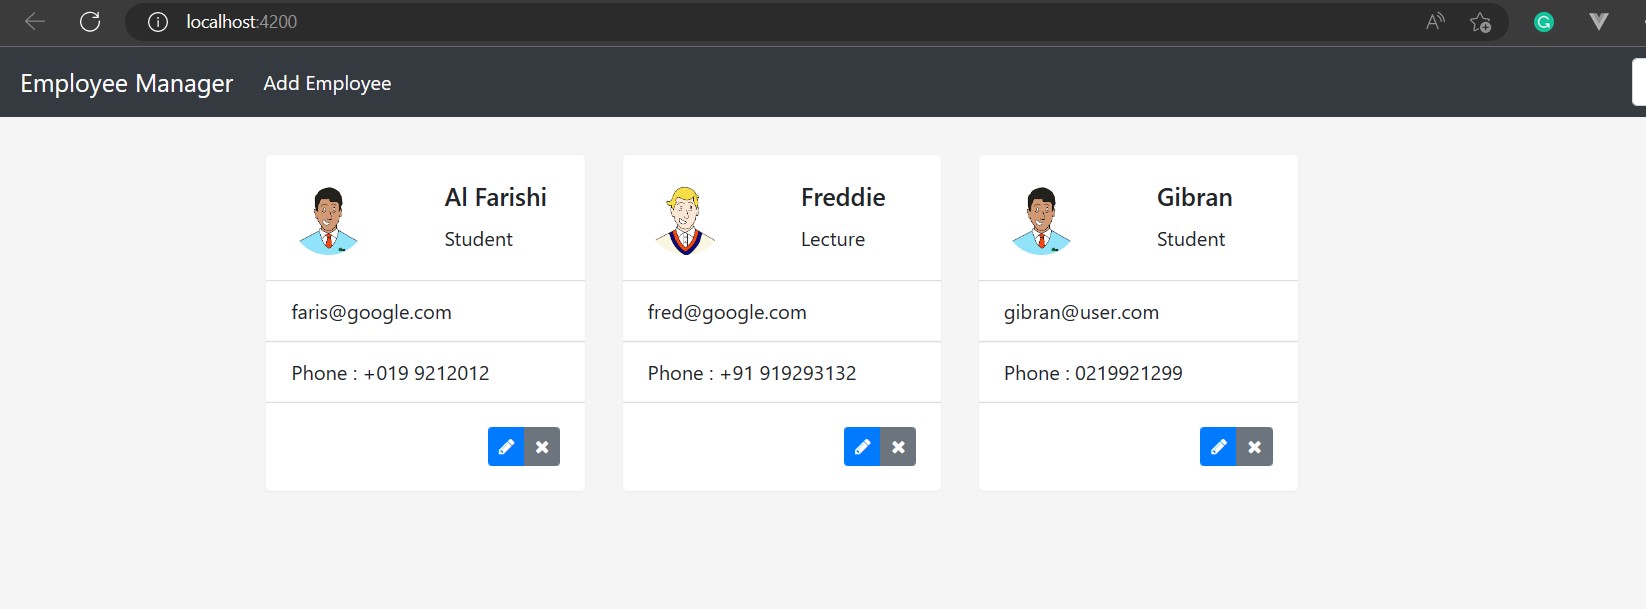 localhost:4200
Employee Manager Add Employee
Al Farishi
Student
faris@google.com
Phone : +019 9212012
Freddie
Lecture
fred@google.com
Phone : +91 919293132
Gibran
Student
gibran@user.com
Phone : 0219921299